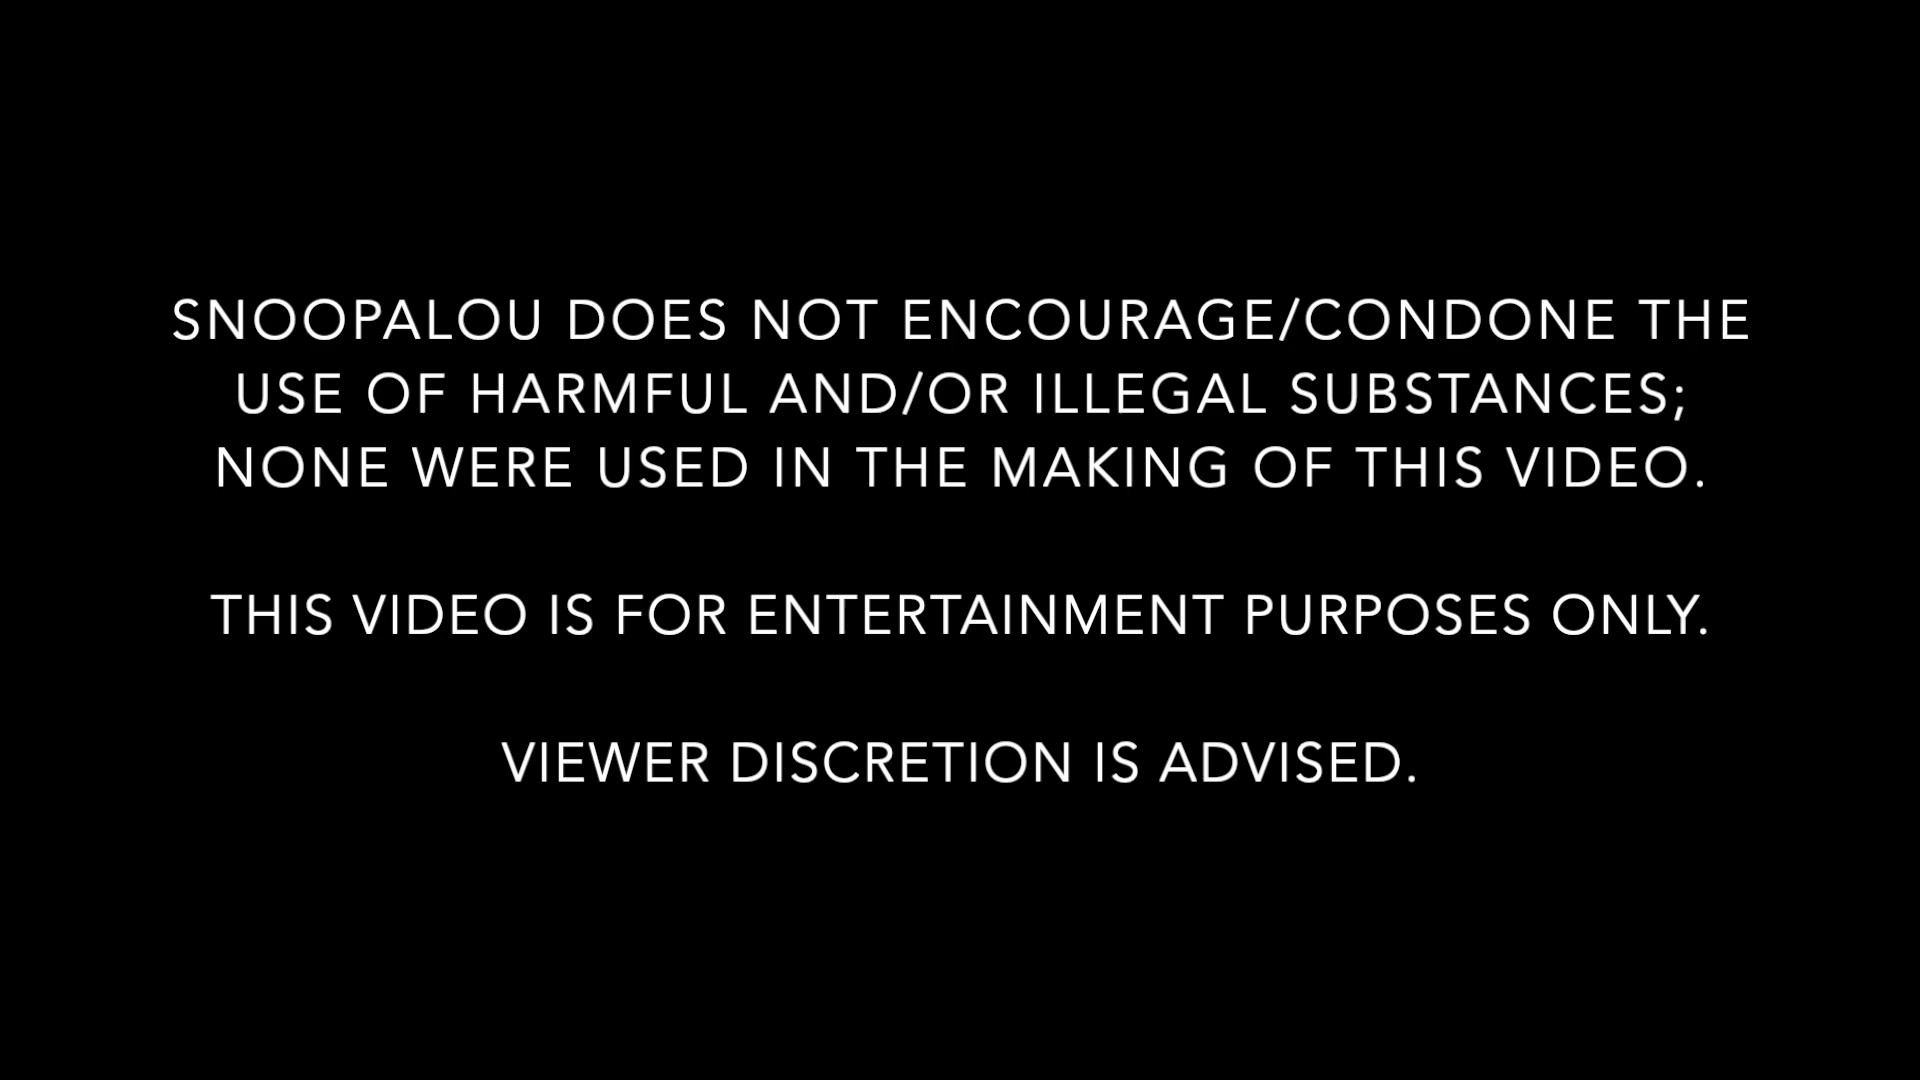 SNOOPALOU DOES NOT ENCOURAGE/CONDONE THE
USE OF HARMFUL AND/OR ILLEGAL SUBSTANCES;
NONE WERE USED IN THE MAKING OF THIS VIDEO.
THIS VIDEO IS FOR ENTERTAINMENT PURPOSES ONLY.
VIEWER DISCRETION IS ADVISED.